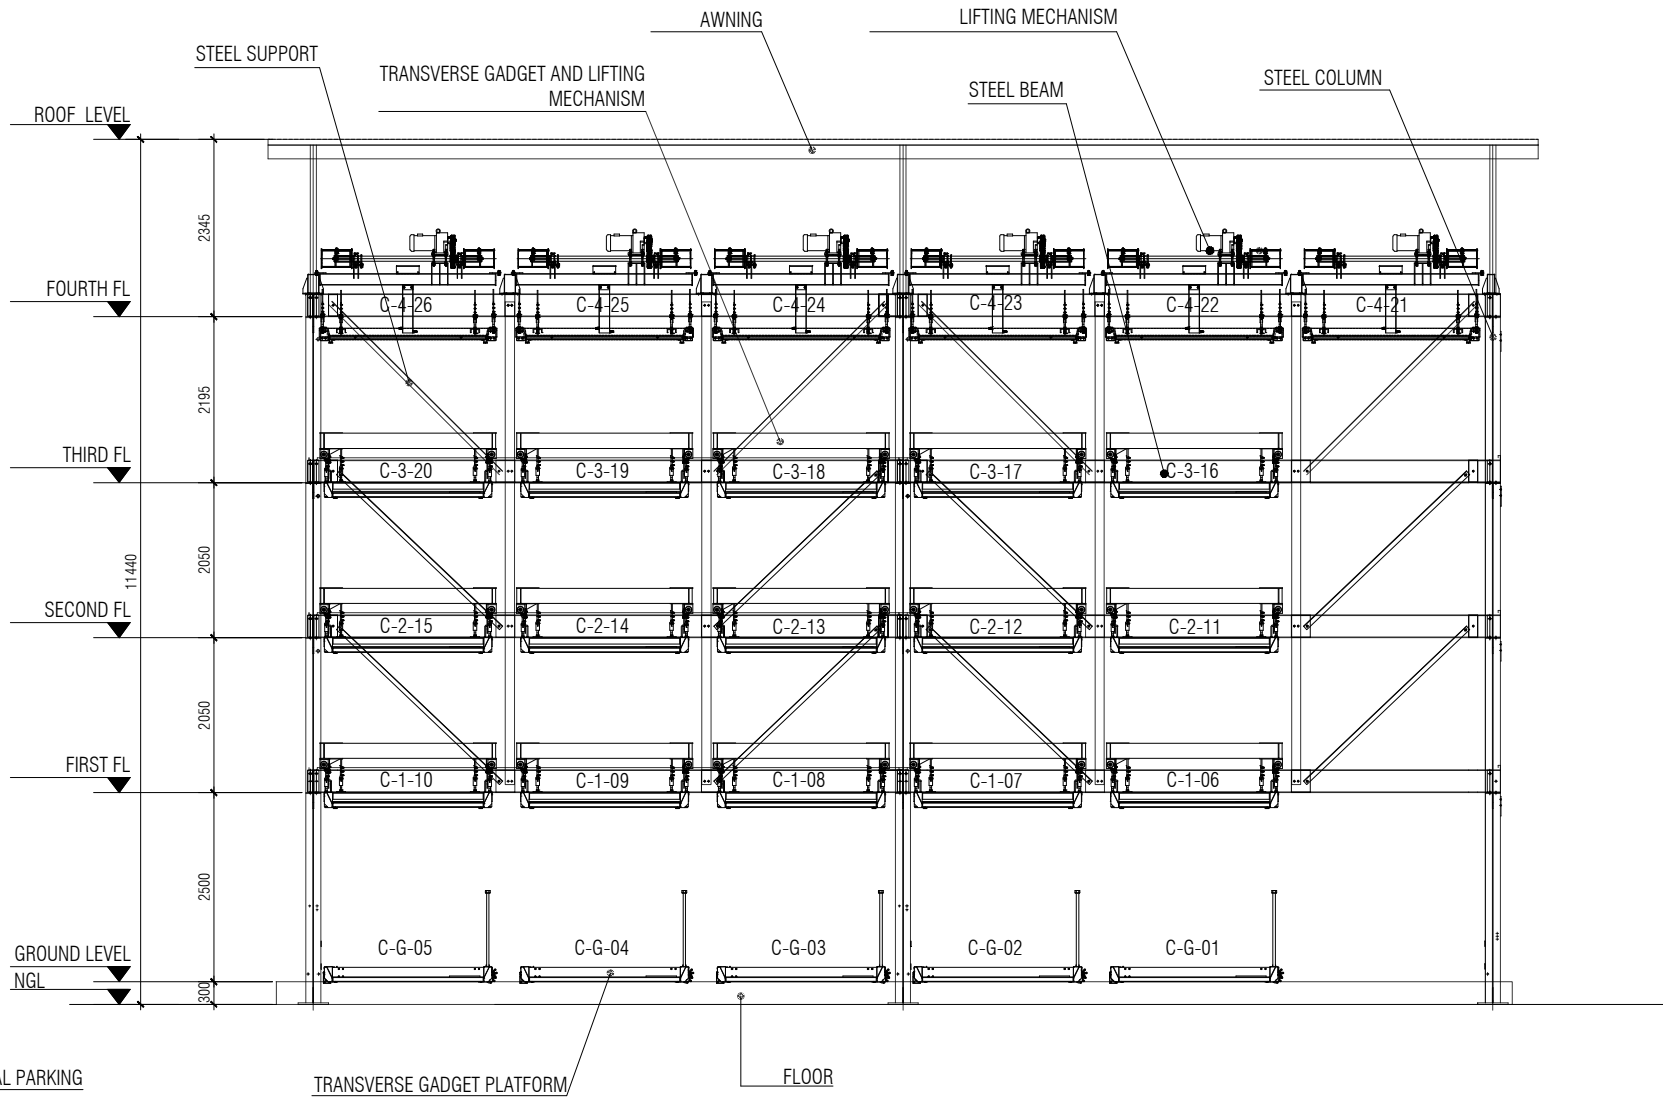 AWNING
LIFTING MECHANISM
STEEL SUPPORT
TRANSVERSE GADGET AND LIFTING
MECHANISM
STEEL BEAM
STEEL COLUMN
ROOF LEVEL
2345
FOURTH FL
C-4-26 C-4-25 C-4-24 C-4-23 C-4-22 C-4-21
2195
THIRD FL
C-3-20 C-3-19 C-3-18 C-3-17 C-3-16
2050
11440
SECOND FL
C-2-15 C-2-14 C-2-13 C-2-12 C-2-11
2050
FIRST FL
C-1-10 C-1-09 C-1-08 C-1-07 C-1-06
2500
GROUND LEVEL
C-G-05 C-G-04 C-G-03 C-G-02 C-G-01
NGL
300
AL PARKING
TRANSVERSE GADGET PLATFORM
FLOOR